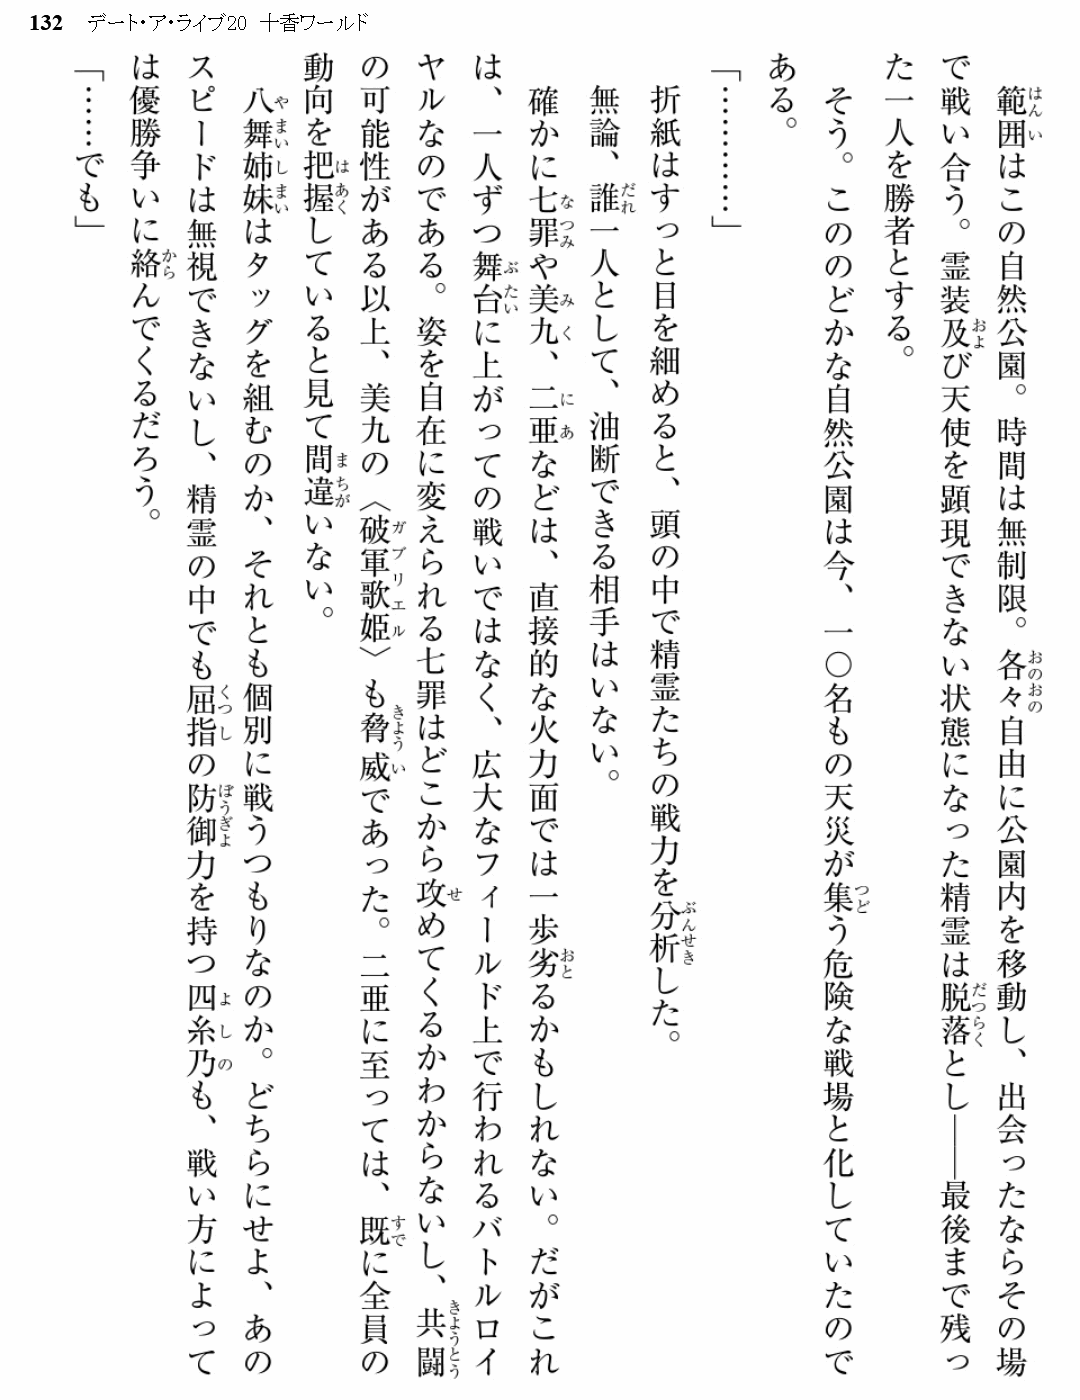 132 デート・ア・ライブ20 十香ワールド
範囲はこの自然公園。時間は無制限。各々自由に公園内を移動し、出会ったならその場
で戦い合う。霊装及び天使を顕現できない状態になった精霊は脱落とし――最後まで残っ
た一人を勝者とする。
そう。こののどかな自然公園は今、一〇名もの天災が集う危険な戦場と化していたので
ある。
「…………」
折紙はすっと目を細めると、頭の中で精霊たちの戦力を分析した。
無論、誰一人として、油断できる相手はいない。
確かに七罪や美九、二亜などは、直接的な火力面では一歩劣るかもしれない。だがこれ
は、一人ずつ舞台に上がっての戦いではなく、広大なフィールド上で行われるバトルロイ
ヤルなのである。姿を自在に変えられる七罪はどこから攻めてくるかわからないし、共闘
の可能性がある以上、美九の〈破軍歌姫〉も脅威であった。二亜に至っては、既に全員の
動向を把握していると見て間違いない。
八舞姉妹はタッグを組むのか、それとも個別に戦うつもりなのか。どちらにせよ、あの
スピードは無視できないし、精霊の中でも屈指の防御力を持つ四糸乃も、戦い方によって
は優勝争いに絡んでくるだろう。
「……でも」